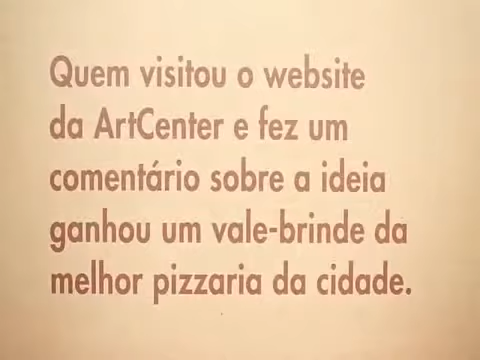 Quem visitou o website
da ArtCenter e fez um
comentário sobre a ideia
ganhou um vale-brinde da
melhor pizzaria da cidade.